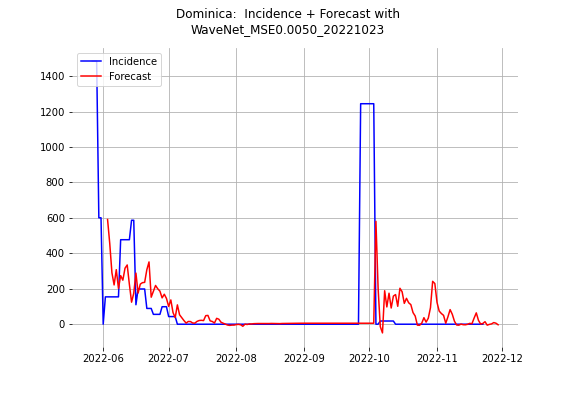 Dominica:  Incidence + Forecast with
WaveNet_MSE0.0050_20221023
Incidence
Forecast
1400
1200
1000
800
600
400
200
0
2022-06 2022-07 2022-08 2022-09 2022-10 2022-11 2022-12